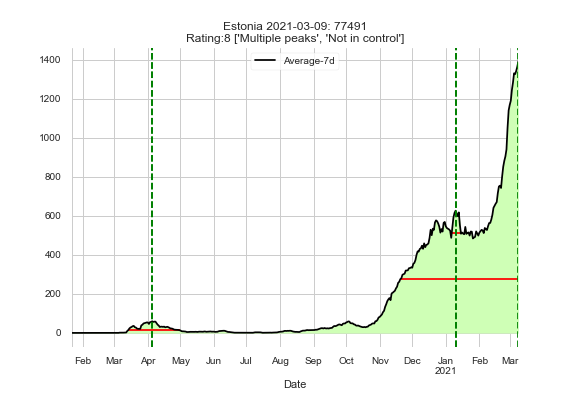 Estonia 2021-03-09: 77491
Rating:8 ['Multiple peaks', 'Not in control']
Average-7d
1400
1200
1000
800
600
400
200
0
Feb Mar Apr May Jun Jul Aug Sep Oct Nov Dec Jan Feb Mar
2021
Date